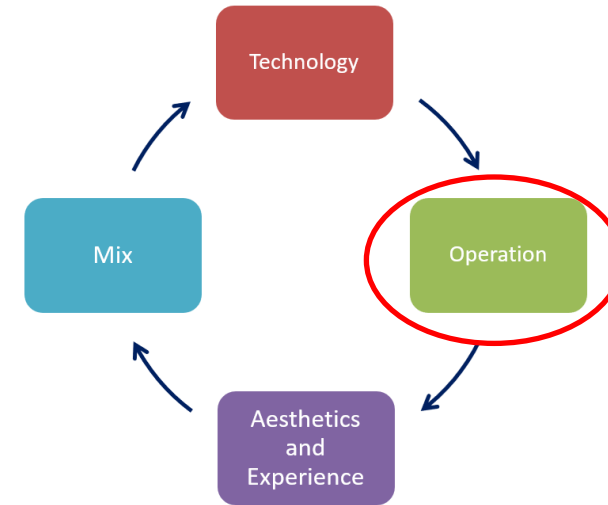 Technology
Mix
Operation
Aesthetics
and
Experience